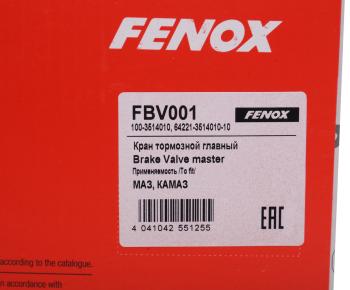 FENOX
FBV001
FENOX
100-3514010, 64221-3514010-10
Кран тормозной главный
Brake Valve master
Применяемость /To fit/
МАЗ, КАМАЗ
4 041042 551255
EAC
according to the catalogue.
in accordance with